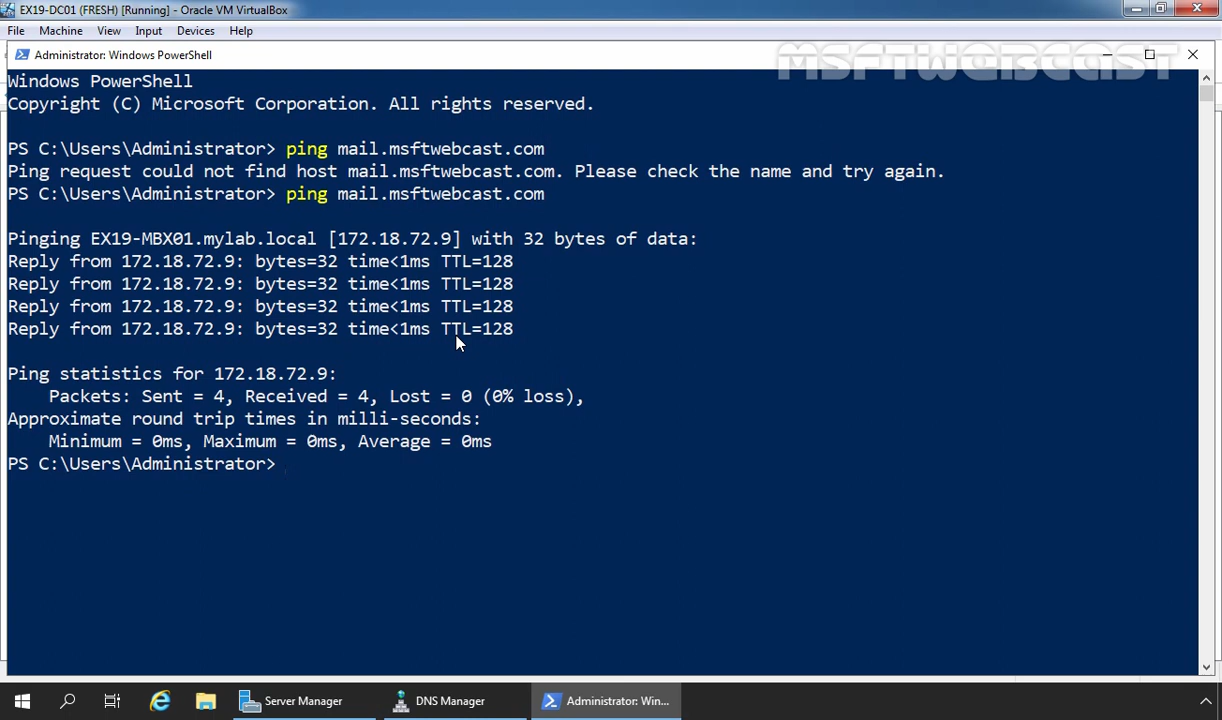 EX19-DC01 (FRESH) [Running] - Oracle VM VirtualBox
File Machine View Input Devices Help
Administrator: Windows PowerShell
MSFTWEBCAST
Windows PowerShell
Copyright (C) Microsoft Corporation. All rights reserved.
PS C:\Users\Administrator> ping mail.msftwebcast.com
Ping request could not find host mail.msftwebcast.com. Please check the name and try again.
PS C:\Users\Administrator> ping mail.msftwebcast.com
Pinging EX19-MBX01.mylab.local [172.18.72.9] with 32 bytes of data:
Reply from 172.18.72.9: bytes=32 time<1ms TTL=128
Reply from 172.18.72.9: bytes=32 time<1ms TTL=128
Reply from 172.18.72.9: bytes=32 time<1ms TTL=128
Reply from 172.18.72.9: bytes=32 time<1ms TTL=128
Ping statistics for 172.18.72.9:
    Packets: Sent = 4, Received = 4, Lost = 0 (0% loss),
Approximate round trip times in milli-seconds:
    Minimum = 0ms, Maximum = 0ms, Average = 0ms
PS C:\Users\Administrator>
Server Manager DNS Manager Administrator: Win...